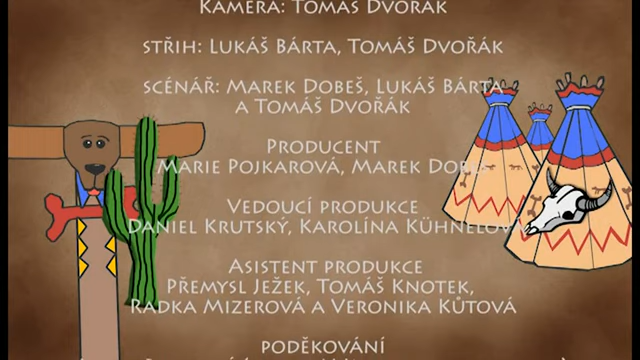 Kamera: Tomáš Dvořák
střih: Lukáš Bárta, Tomáš Dvořák
scénář: Marek Dobeš, Lukáš Bárta
a Tomáš Dvořák
Producent
Marie Pojkarová, Marek Dobeš
Vedoucí produkce
Daniel Krutský, Karolína Kühnelová
Asistent produkce
Přemysl Ježek, Tomáš Knotek,
Radka Mizerová a Veronika Kůtová
poděkování